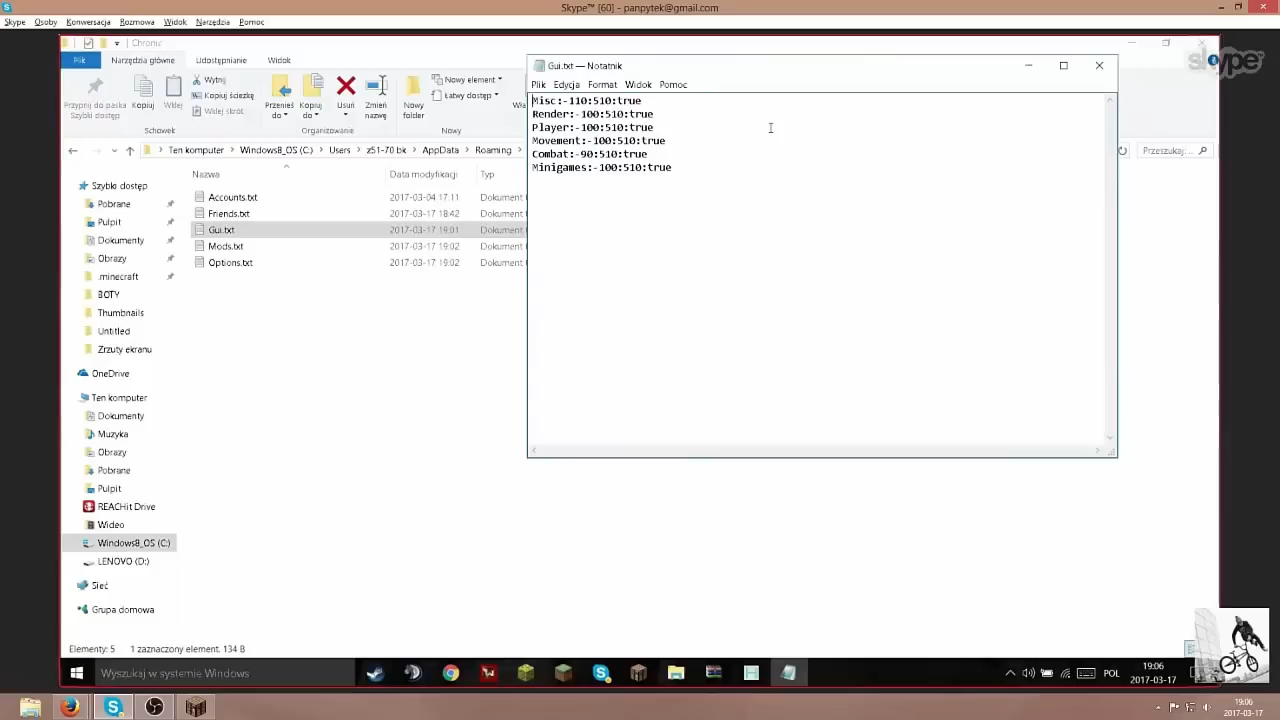 Skype™ [60] - panpytek@gmail.com
Skype Osoby Konwersacja Rozmowa Widok Narzędzia Pomoc
Chronic
Plik Narzędzia główne Udostępnianie Widok
Przypnij do paska Szybki dostęp
Kopiuj
Wklej
Wytnij
Kopiuj ścieżkę
Wklej skrót
Schowek
Przenieś do
Kopiuj do
Usuń
Zmień nazwę
Organizowanie
Nowy folder
Nowy element
Łatwy dostęp
Nowy
Ten komputer Windows8_OS (C:) Users z51-70 bk AppData Roaming
Przeszukaj:
skype
Szybki dostęp
Pobrane
Pulpit
Dokumenty
Obrazy
.minecraft
BOTY
Thumbnails
Untitled
Zrzuty ekranu
OneDrive
Ten komputer
Dokumenty
Muzyka
Obrazy
Pobrane
Pulpit
REACHit Drive
Wideo
Windows8_OS (C:)
LENOVO (D:)
Sieć
Grupa domowa
Nazwa Data modyfikacji Typ
Accounts.txt 2017-03-04 17:11 Dokument
Friends.txt 2017-03-17 18:42 Dokument
Gui.txt 2017-03-17 19:01 Dokument
Mods.txt 2017-03-17 19:02 Dokument
Options.txt 2017-03-17 19:02 Dokument
Gui.txt — Notatnik
Plik Edycja Format Widok Pomoc
Misc:-110:510:true
Render:-100:510:true
Player:-100:510:true
Movement:-100:510:true
Combat:-90:510:true
Minigames:-100:510:true
Elementy: 5 1 zaznaczony element. 134 B
Wyszukaj w systemie Windows
POL
19:06
2017-03-17
19:06
2017-03-17